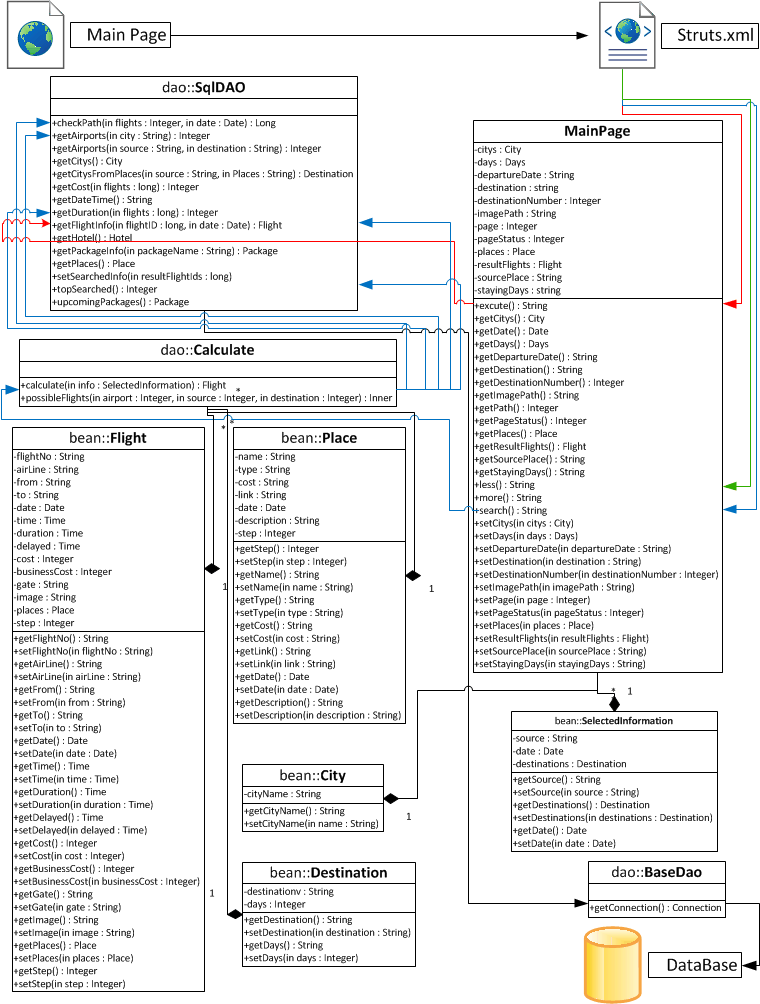 Main Page
Struts.xml
dao::SqlDAO
+checkPath(in flights : Integer, in date : Date) : Long
+getAirports(in city : String) : Integer
+getAirports(in source : String, in destination : String) : Integer
+getCitys() : City
+getCitysFromPlaces(in source : String, in Places : String) : Destination
+getCost(in flights : long) : Integer
+getDateTime() : String
+getDuration(in flights : long) : Integer
+getFlightInfo(in flightID : long, in date : Date) : Flight
+getHotel() : Hotel
+getPackageInfo(in packageName : String) : Package
+getPlaces() : Place
+setSearchedInfo(in resultFlightIds : long)
+topSearched() : Integer
+upcomingPackages() : Package
MainPage
-citys : City
-days : Days
-departureDate : String
-destination : string
-destinationNumber : Integer
-imagePath : String
-page : Integer
-pageStatus : Integer
-places : Place
-resultFlights : Flight
-sourcePlace : String
-stayingDays : string
+excute() : String
+getCitys() : City
+getDate() : Date
+getDays() : Days
+getDepartureDate() : String
+getDestination() : String
+getDestinationNumber() : Integer
+getImagePath() : String
+getPath() : Integer
+getPageStatus() : Integer
+getPlaces() : Place
+getResultFlights() : Flight
+getSourcePlace() : String
+getStayingDays() : String
+less() : String
+more() : String
+search() : String
+setCitys(in citys : City)
+setDays(in days : Days)
+setDepartureDate(in departureDate : String)
+setDestination(in destination : String)
+setDestinationNumber(in destinationNumber : Integer)
+setImagePath(in imagePath : String)
+setPage(in page : Integer)
+setPageStatus(in pageStatus : Integer)
+setPlaces(in places : Place)
+setResultFlights(in resultFlights : Flight)
+setSourcePlace(in sourcePlace : String)
+setStayingDays(in stayingDays : String)
dao::Calculate
+calculate(in info : SelectedInformation) : Flight
+possibleFlights(in airport : Integer, in source : Integer, in destination : Integer) : Inner
*
*
*
bean::Flight
-flightNo : String
-airLine : String
-from : String
-to : String
-date : Date
-time : Time
-duration : Time
-delayed : Time
-cost : Integer
-businessCost : Integer
-gate : String
-image : String
-places : Place
-step : Integer
+getFlightNo() : String
+setFlightNo(in flightNo : String)
+getAirLine() : String
+setAirLine(in airLine : String)
+getFrom() : String
+setFrom(in from : String)
+getTo() : String
+setTo(in to : String)
+getDate() : Date
+setDate(in date : Date)
+getTime() : Time
+setTime(in time : Time)
+getDuration() : Time
+setDuration(in duration : Time)
+getDelayed() : Time
+setDelayed(in delayed : Time)
+getCost() : Integer
+setCost(in cost : Integer)
+getBusinessCost() : Integer
+setBusinessCost(in businessCost : Integer)
+getGate() : String
+setGate(in gate : String)
+getImage() : String
+setImage(in image : String)
+getPlaces() : Place
+setPlaces(in places : Place)
+getStep() : Integer
+setStep(in step : Integer)
1
bean::Place
-name : String
-type : String
-cost : String
-link : String
-date : Date
-description : String
-step : Integer
+getStep() : Integer
+setStep(in step : Integer)
+getName() : String
+setName(in name : String)
+getType() : String
+setType(in type : String)
+getCost() : String
+setCost(in cost : String)
+getLink() : String
+setLink(in link : String)
+getDate() : Date
+setDate(in date : Date)
+getDescription() : String
+setDescription(in description : String)
1
bean::City
-cityName : String
+getCityName() : String
+setCityName(in name : String)
1
bean::Destination
-destinationv : String
-days : Integer
+getDestination() : String
+setDestination(in destination : String)
+getDays() : String
+setDays(in days : Integer)
1
*
1
bean::SelectedInformation
-source : String
-date : Date
-destinations : Destination
+getSource() : String
+setSource(in source : String)
+getDestinations() : Destination
+setDestinations(in destinations : Destination)
+getDate() : Date
+setDate(in date : Date)
dao::BaseDao
+getConnection() : Connection
DataBase